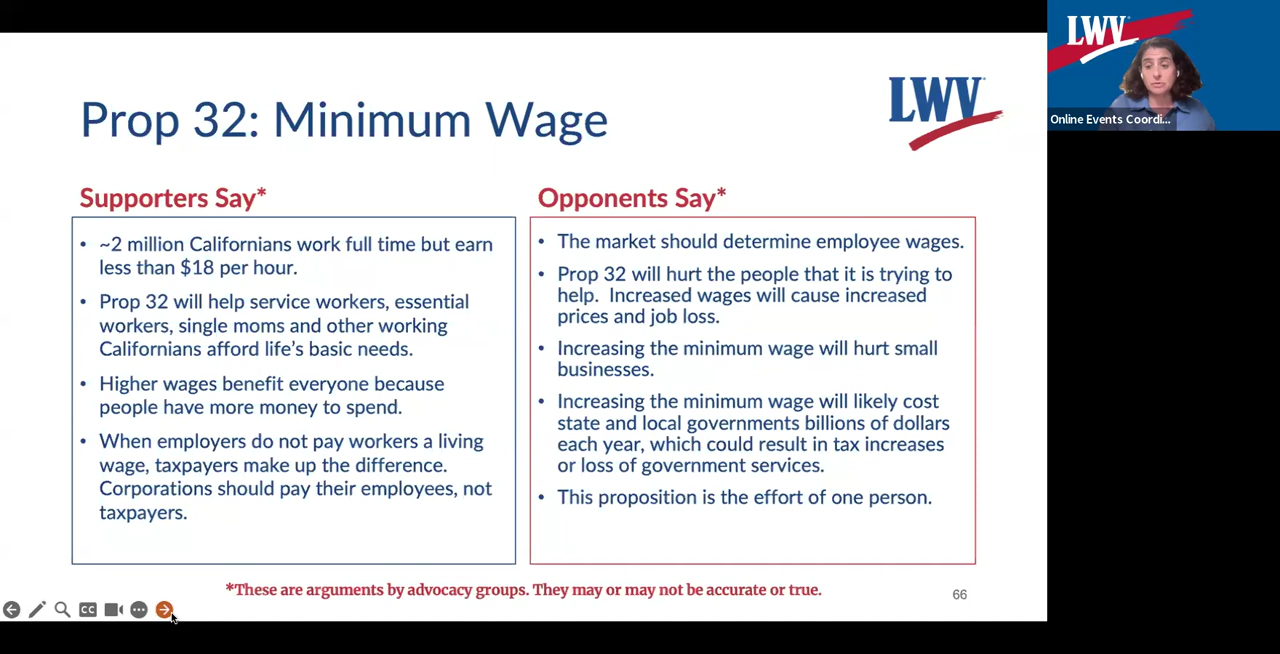 Prop 32: Minimum Wage
LWV
Supporters Say*
• ~2 million Californians work full time but earn
less than $18 per hour.
• Prop 32 will help service workers, essential
workers, single moms and other working
Californians afford life's basic needs.
• Higher wages benefit everyone because
people have more money to spend.
• When employers do not pay workers a living
wage, taxpayers make up the difference.
Corporations should pay their employees, not
taxpayers.
Opponents Say*
• The market should determine employee wages.
• Prop 32 will hurt the people that it is trying to
help. Increased wages will cause increased
prices and job loss.
• Increasing the minimum wage will hurt small
businesses.
• Increasing the minimum wage will likely cost
state and local governments billions of dollars
each year, which could result in tax increases
or loss of government services.
• This proposition is the effort of one person.
*These are arguments by advocacy groups. They may or may not be accurate or true.
66
CC
LWV
Online Events Coordi...